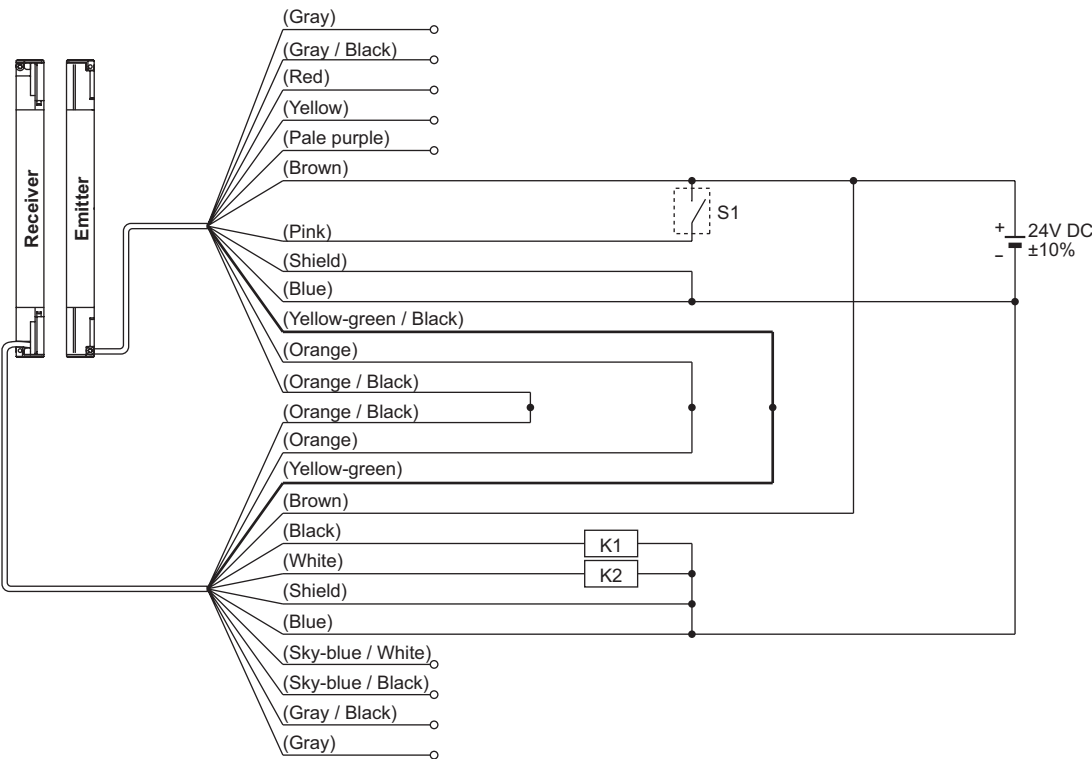 Receiver
Emitter
(Gray)
(Gray / Black)
(Red)
(Yellow)
(Pale purple)
(Brown)
S1
(Pink)
+
24V DC
−
±10%
(Shield)
(Blue)
(Yellow-green / Black)
(Orange)
(Orange / Black)
(Orange / Black)
(Orange)
(Yellow-green)
(Brown)
(Black)
K1
(White)
K2
(Shield)
(Blue)
(Sky-blue / White)
(Sky-blue / Black)
(Gray / Black)
(Gray)